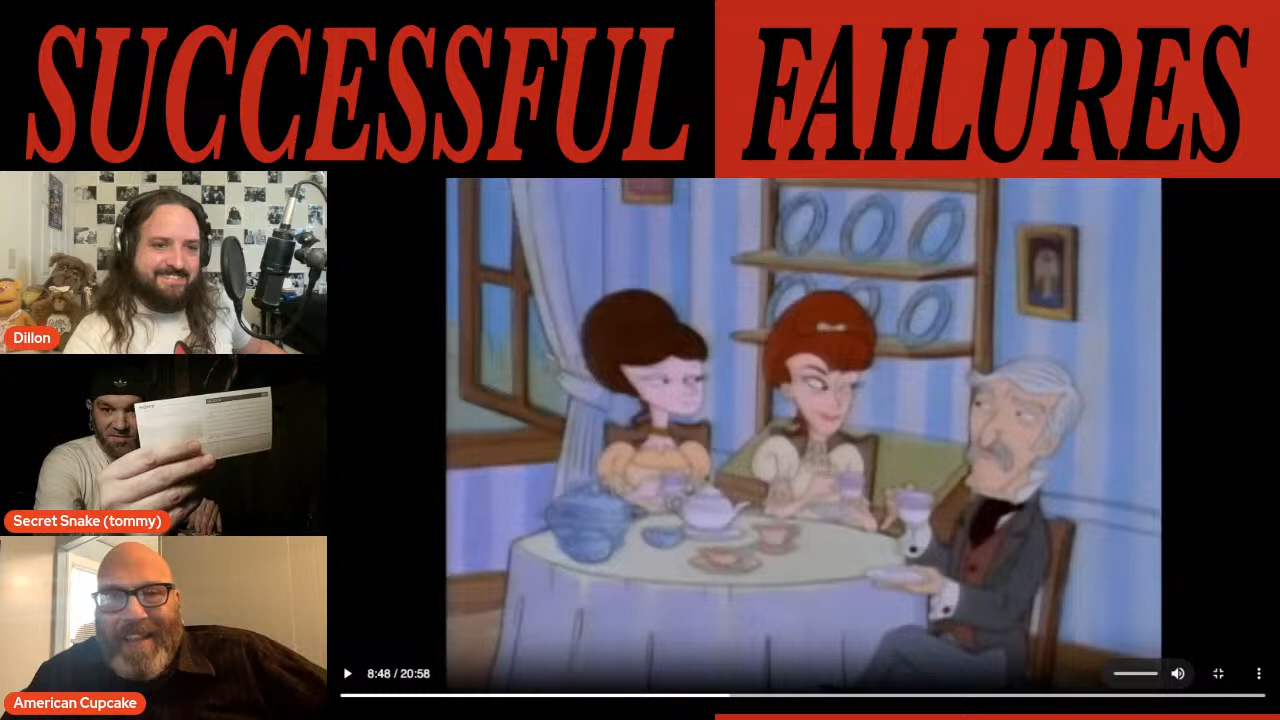 SUCCESSFUL FAILURES
Dillon
Secret Snake (tommy)
American Cupcake
8:48 / 20:58